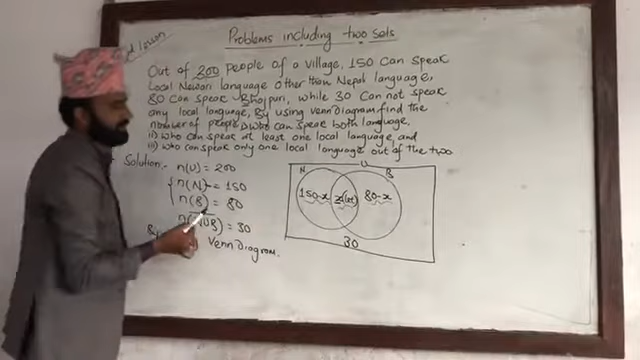 Problems including two sets
Out of 200 people of a village, 150 can speak
Local Newari language other than Nepal language,
80 can speak Bhojpuri, while 30 can not speak
any local language, By using venn diagram find the
number of people, i) who can speak both language,
ii) who can speak at least one local language, and
iii) who can speak only one local language out of the two
Solution:- n(U) = 200
n(N) = 150
n(B) = 80
= 30
Venn diagram.
U
N B
150-x 80-x
30